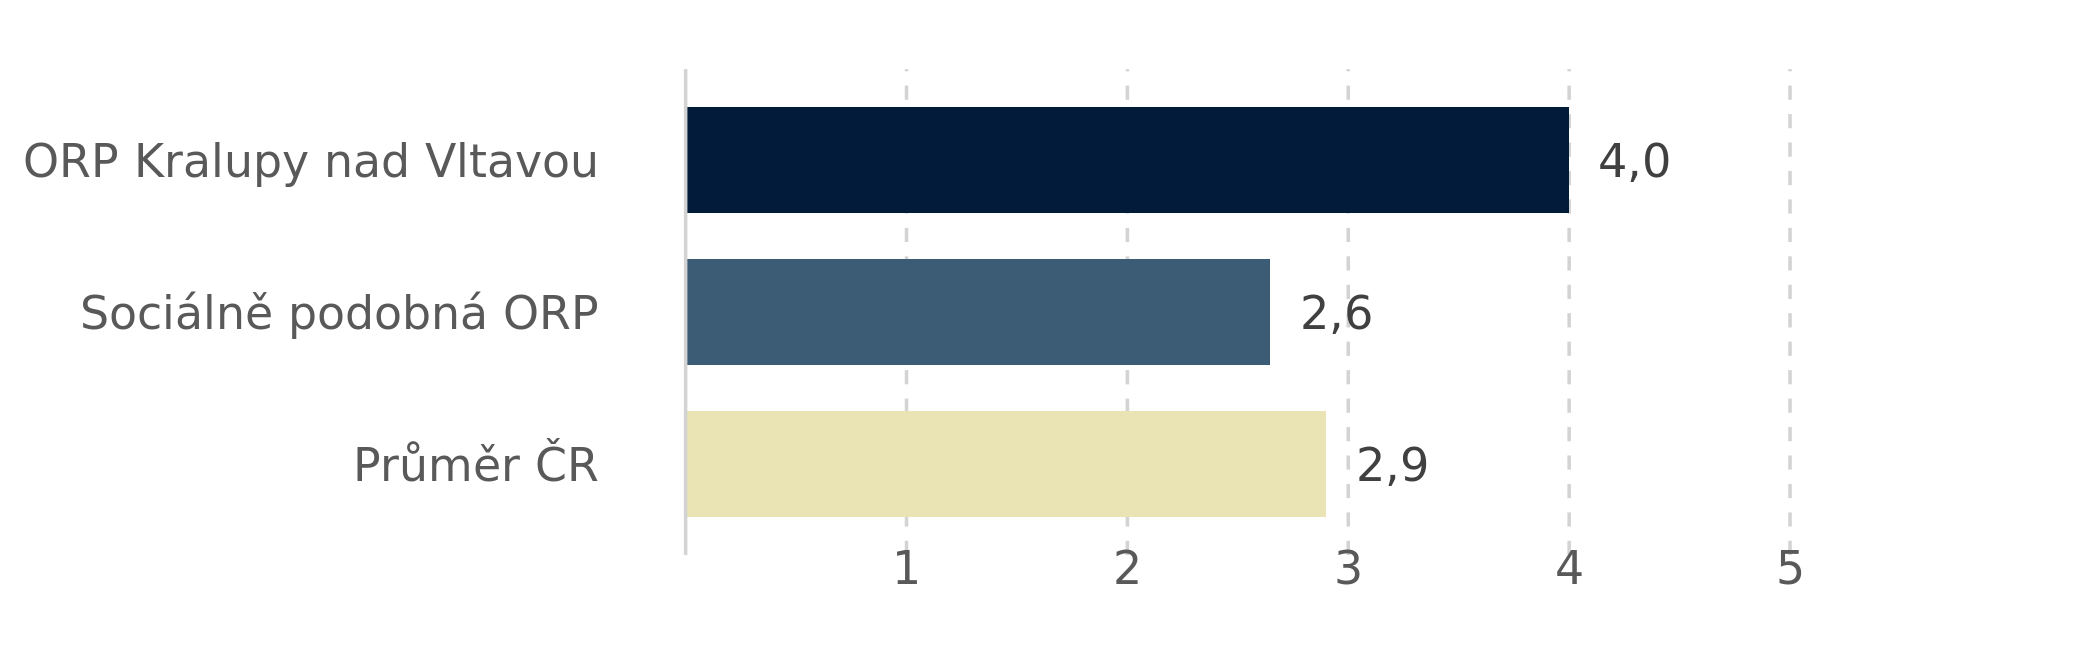 ORP Kralupy nad Vltavou 4,0
Sociálně podobná ORP 2,6
Průměr ČR 2,9
1 2 3 4 5